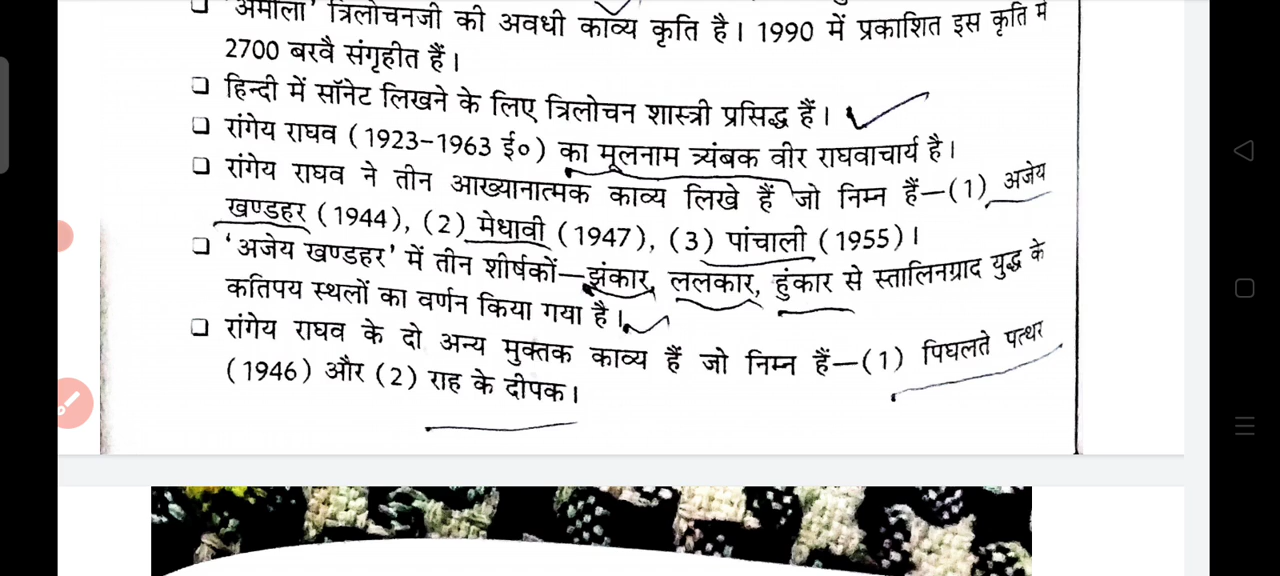 'अमोला' त्रिलोचनजी की अवधी काव्य कृति है। 1990 में प्रकाशित इस कृति में
2700 बरवै संगृहीत हैं।
❑ हिन्दी में सॉनेट लिखने के लिए त्रिलोचन शास्त्री प्रसिद्ध हैं।
❑ रांगेय राघव (1923-1963 ई०) का मूलनाम त्र्यंबक वीर राघवाचार्य है।
❑ रांगेय राघव ने तीन आख्यानात्मक काव्य लिखे हैं जो निम्न हैं—(1) अजेय
खण्डहर (1944), (2) मेधावी (1947), (3) पांचाली (1955)।
❑ 'अजेय खण्डहर' में तीन शीर्षकों—झंकार, ललकार, हुंकार से स्तालिनग्राद युद्ध के
कतिपय स्थलों का वर्णन किया गया है।
❑ रांगेय राघव के दो अन्य मुक्तक काव्य हैं जो निम्न हैं—(1) पिघलते पत्थर
(1946) और (2) राह के दीपक।